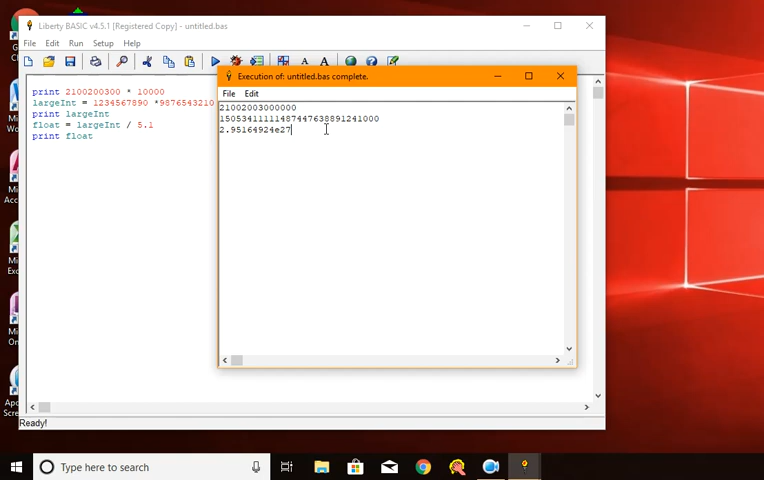 Liberty BASIC v4.5.1 [Registered Copy] - untitled.bas
File Edit Run Setup Help
print 2100200300 * 10000
largeInt = 1234567890 *9876543210
print largeInt
float = largeInt / 5.1
print float
Execution of: untitled.bas complete.
File Edit
21002003000000
15053411111487447638891241000
2.95164924e27
Ready!
Type here to search